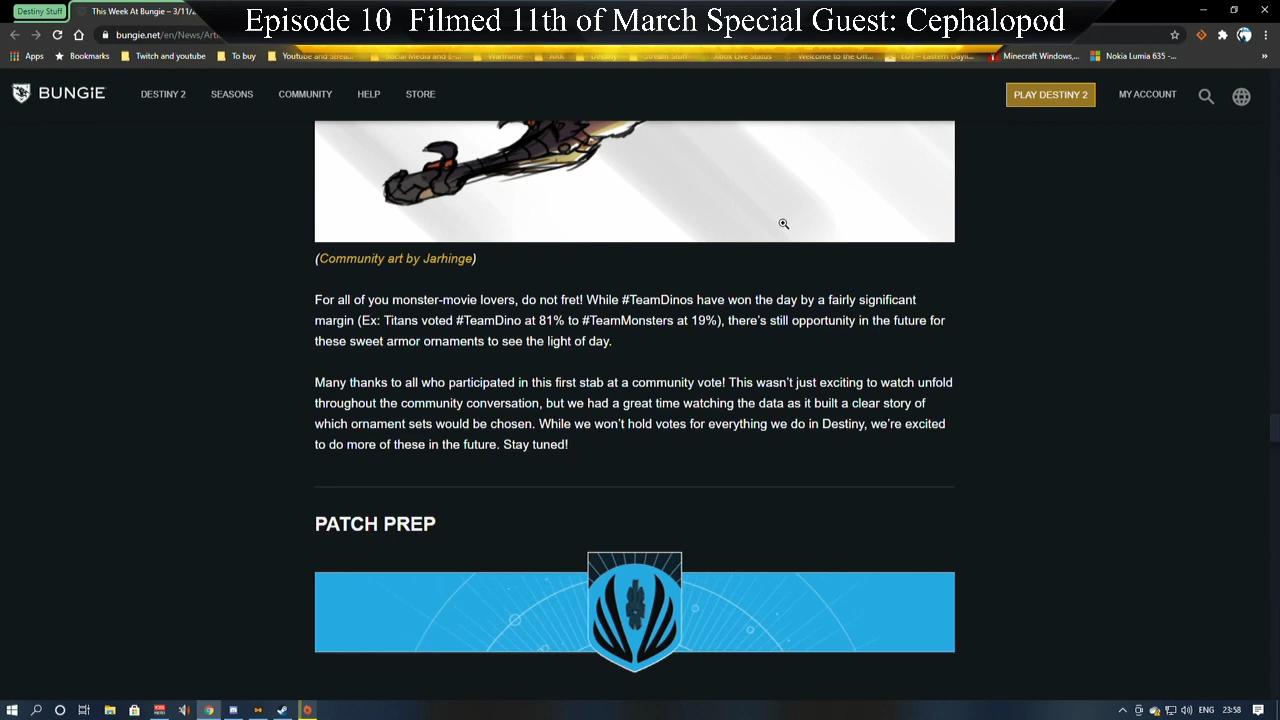 Episode 10 Filmed 11th of March Special Guest: Cephalopod
Destiny Stuff
This Week At Bungie – 3/11/2
bungie.net/en/News/Arti
Apps
Bookmarks
Twitch and youtube
To buy
Youtube and Strea...
Social Media and E-...
Warframe
Ark
Destiny
Stream Stuff
Xbox Live Status
Welcome to the Off...
EDT – Eastern Dayli...
Minecraft Windows,...
Nokia Lumia 635 -...
»
BUNGiE
DESTINY 2
SEASONS
COMMUNITY
HELP
STORE
PLAY DESTINY 2
MY ACCOUNT
(Community art by Jarhinge)
For all of you monster-movie lovers, do not fret! While #TeamDinos have won the day by a fairly significant
margin (Ex: Titans voted #TeamDino at 81% to #TeamMonsters at 19%), there's still opportunity in the future for
these sweet armor ornaments to see the light of day.
Many thanks to all who participated in this first stab at a community vote! This wasn't just exciting to watch unfold
throughout the community conversation, but we had a great time watching the data as it built a clear story of
which ornament sets would be chosen. While we won't hold votes for everything we do in Destiny, we're excited
to do more of these in the future. Stay tuned!
PATCH PREP
ENG
23:58